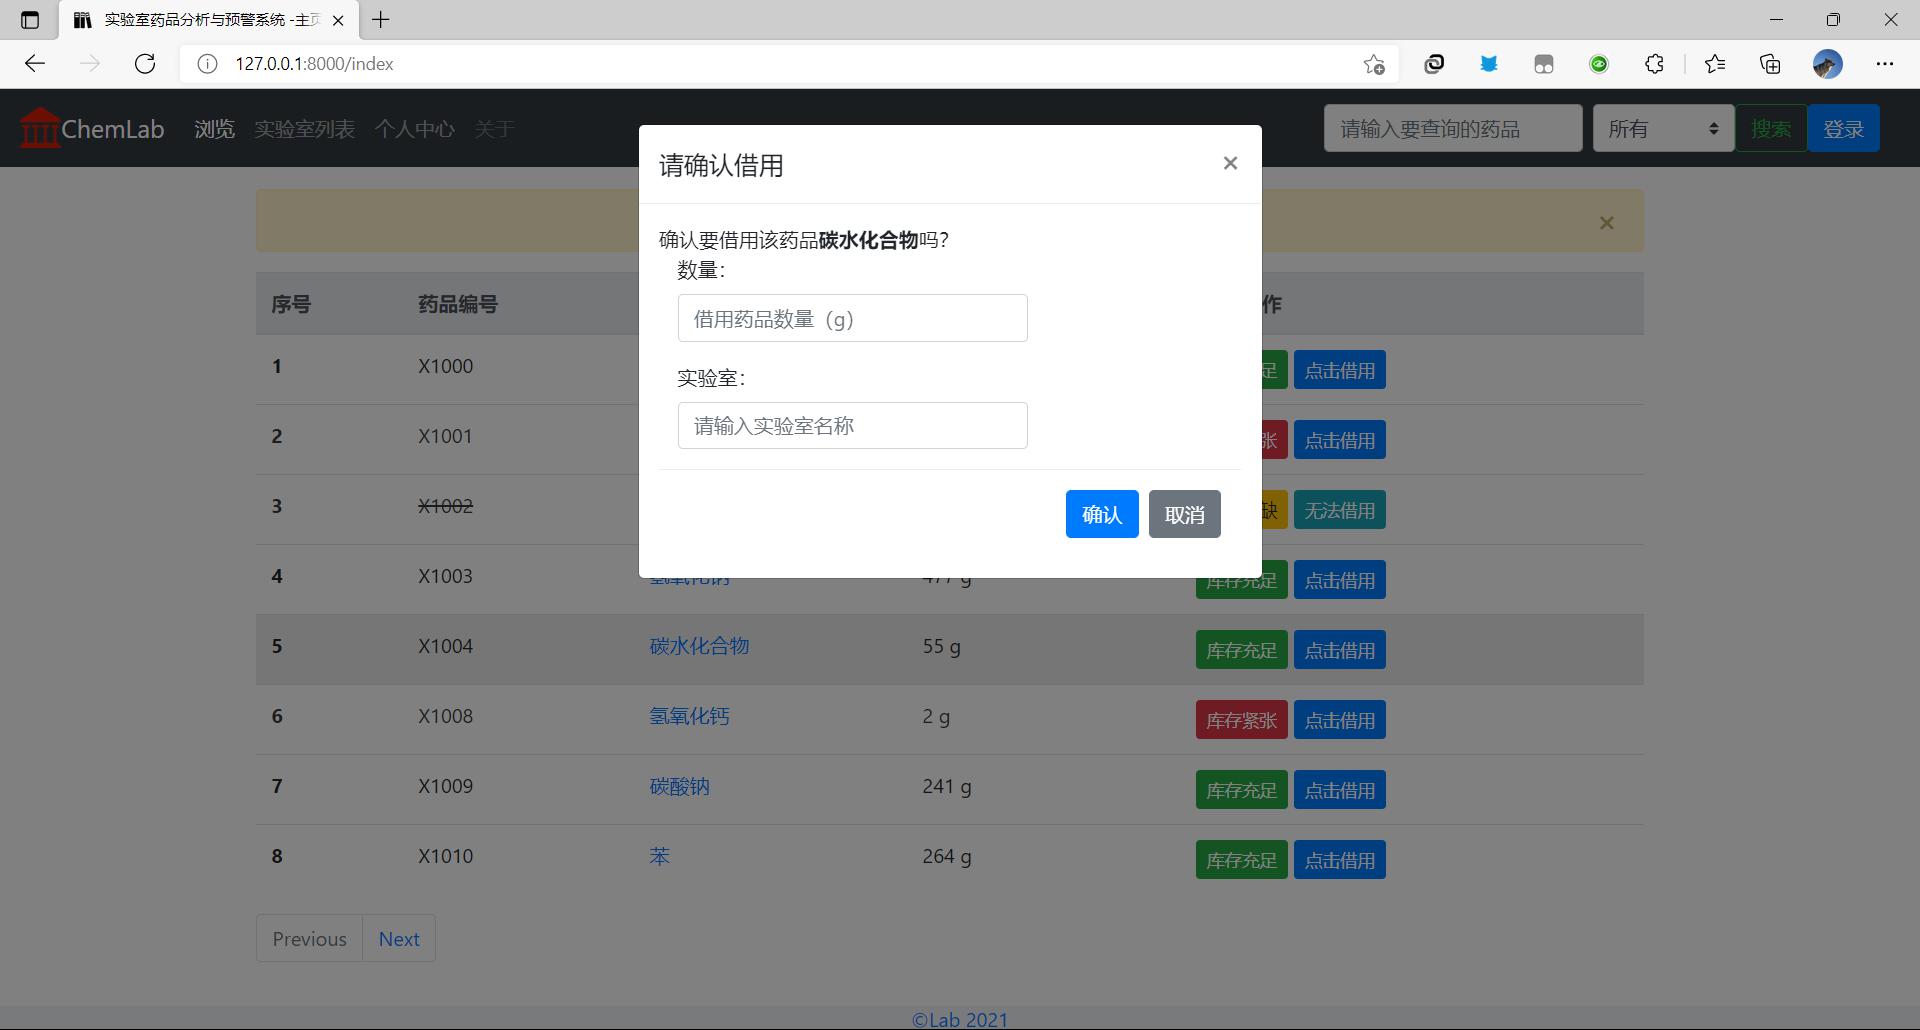 实验室药品分析与预警系统 -主页
127.0.0.1:8000/index
ChemLab 浏览 实验室列表 个人中心 关于 请输入要查询的药品 所有 搜索 登录
请确认借用
确认要借用该药品碳水化合物吗？
数量：
借用药品数量（g）
实验室：
请输入实验室名称
确认 取消
序号 药品编号 作
1 X1000 足 点击借用
2 X1001 张 点击借用
3 X1002 缺 无法借用
4 X1003 氢氧化钠 477 g 库存充足 点击借用
5 X1004 碳水化合物 55 g 库存充足 点击借用
6 X1008 氢氧化钙 2 g 库存紧张 点击借用
7 X1009 碳酸钠 241 g 库存充足 点击借用
8 X1010 苯 264 g 库存充足 点击借用
Previous Next
©Lab 2021